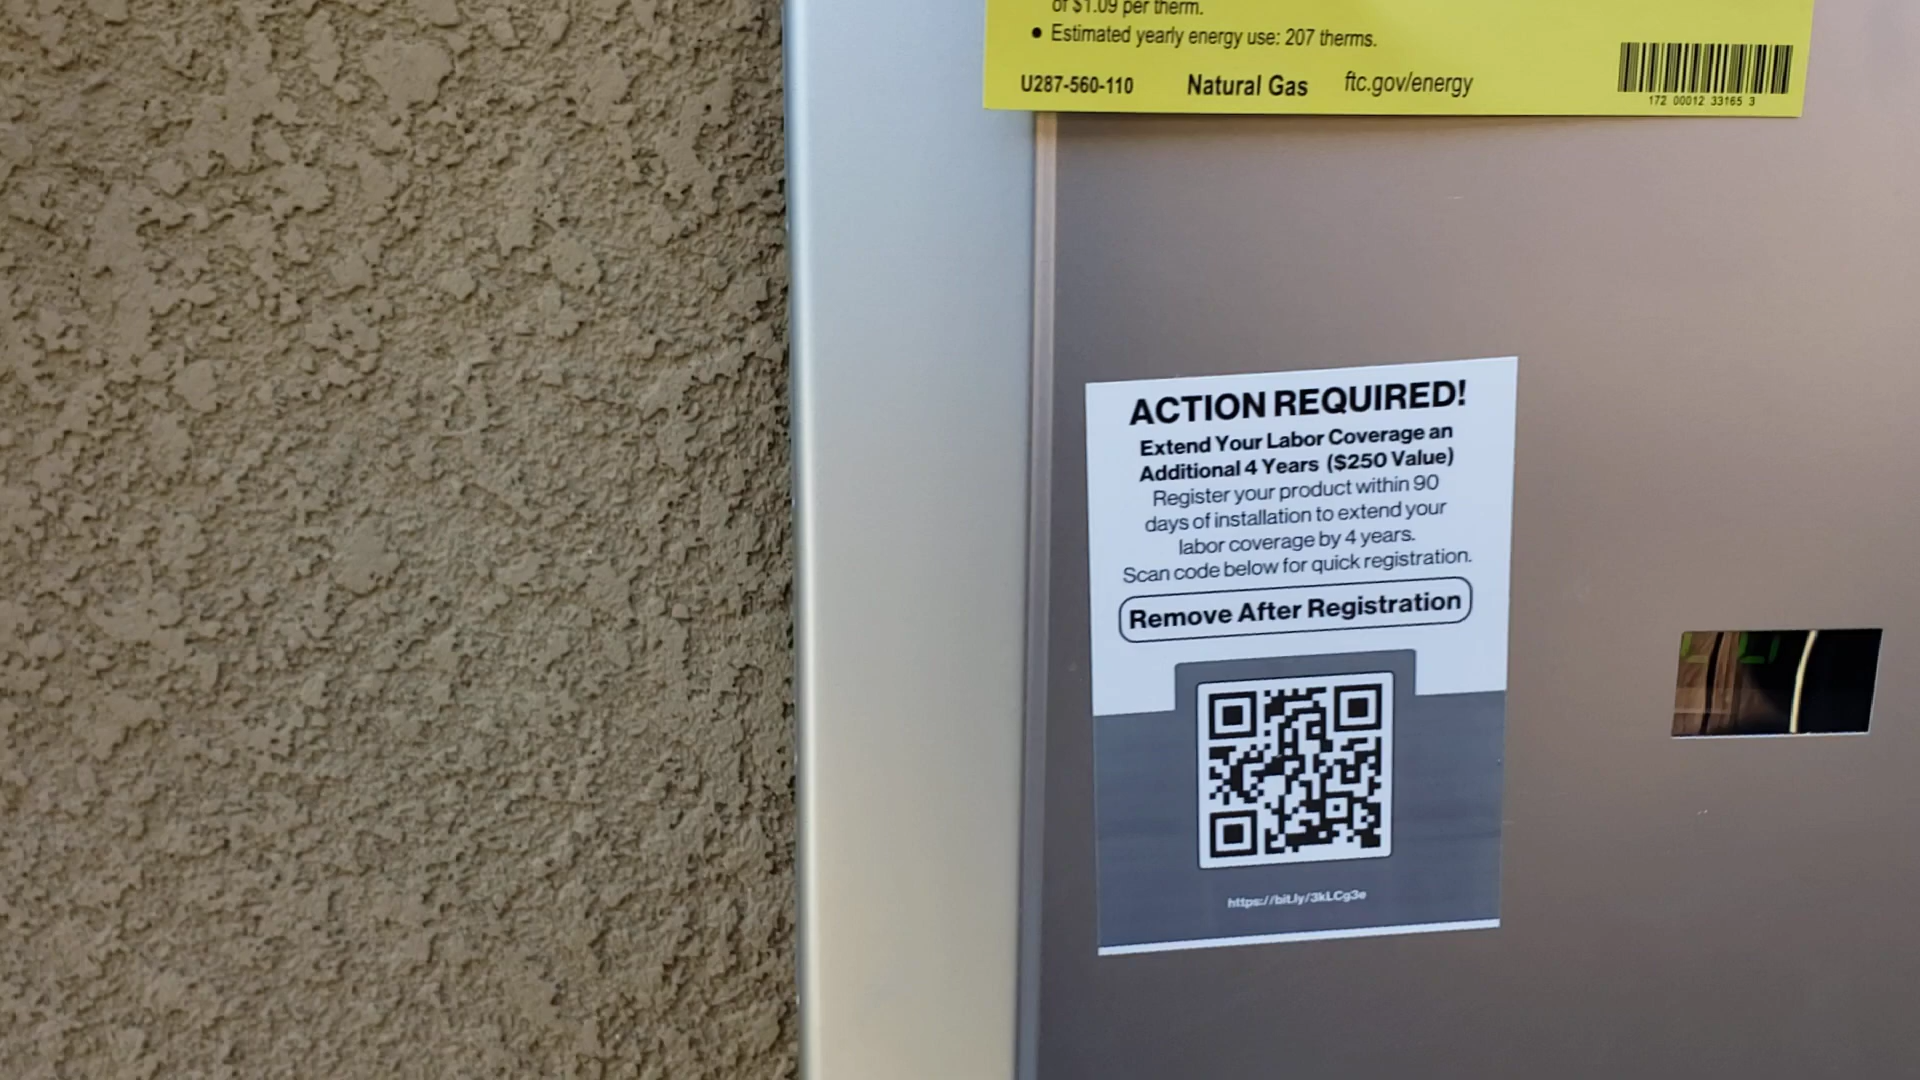 of $1.09 per therm.
• Estimated yearly energy use: 207 therms.
U287-560-110 Natural Gas ftc.gov/energy
172 00012 33165 3
ACTION REQUIRED!
Extend Your Labor Coverage an
Additional 4 Years ($250 Value)
Register your product within 90
days of installation to extend your
labor coverage by 4 years.
Scan code below for quick registration.
Remove After Registration
https://bit.ly/3kLCg3e